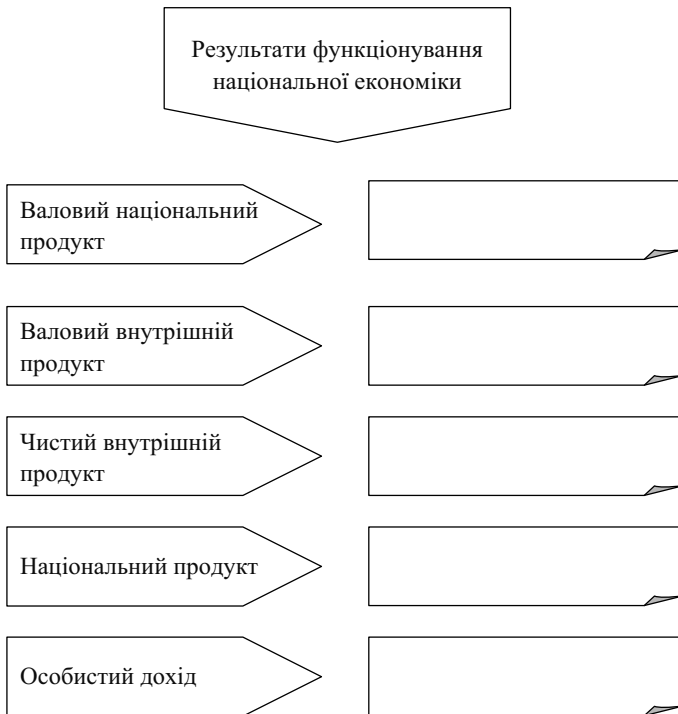 Результати функціонування
національної економіки
Валовий національний
продукт
Валовий внутрішній
продукт
Чистий внутрішній
продукт
Національний продукт
Особистий дохід